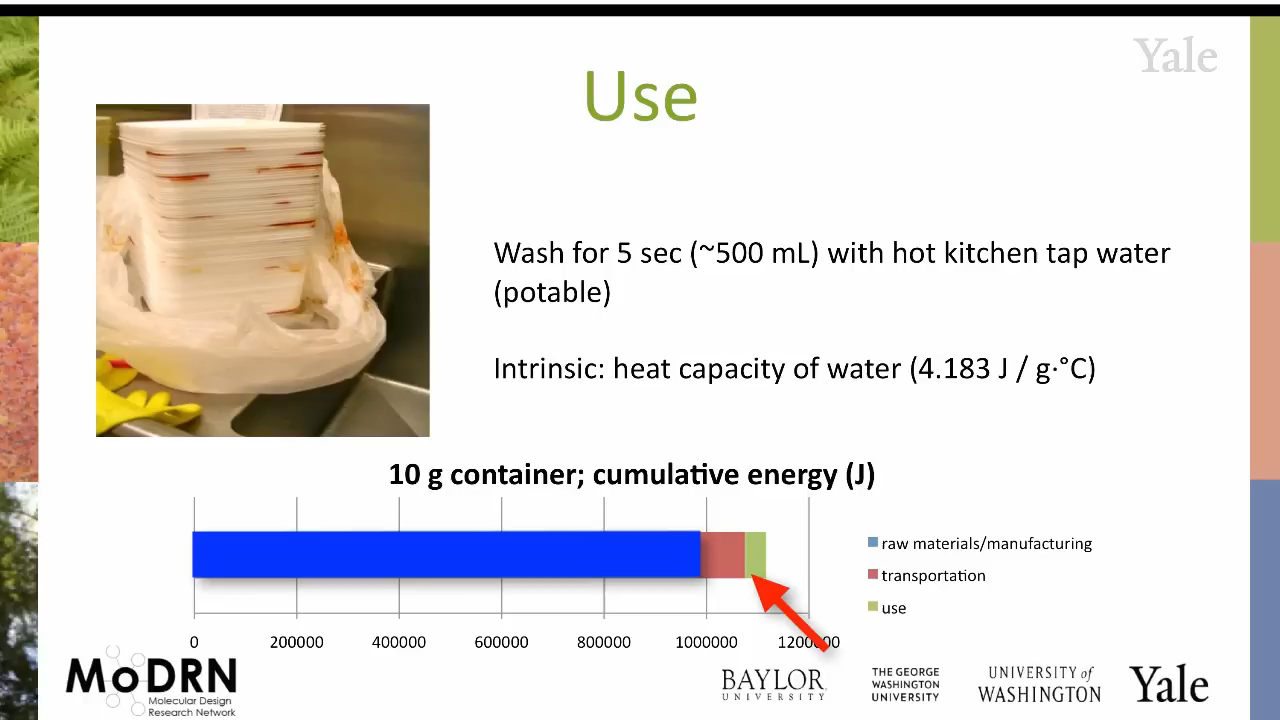 Yale
Use
Wash for 5 sec (~500 mL) with hot kitchen tap water
(potable)
Intrinsic: heat capacity of water (4.183 J / g·°C)
10 g container; cumulative energy (J)
raw materials/manufacturing
transportation
use
0 200000 400000 600000 800000 1000000 1200000
MoDRN
Molecular Design
Research Network
BAYLOR
UNIVERSITY
THE GEORGE
WASHINGTON
UNIVERSITY
UNIVERSITY of
WASHINGTON
Yale